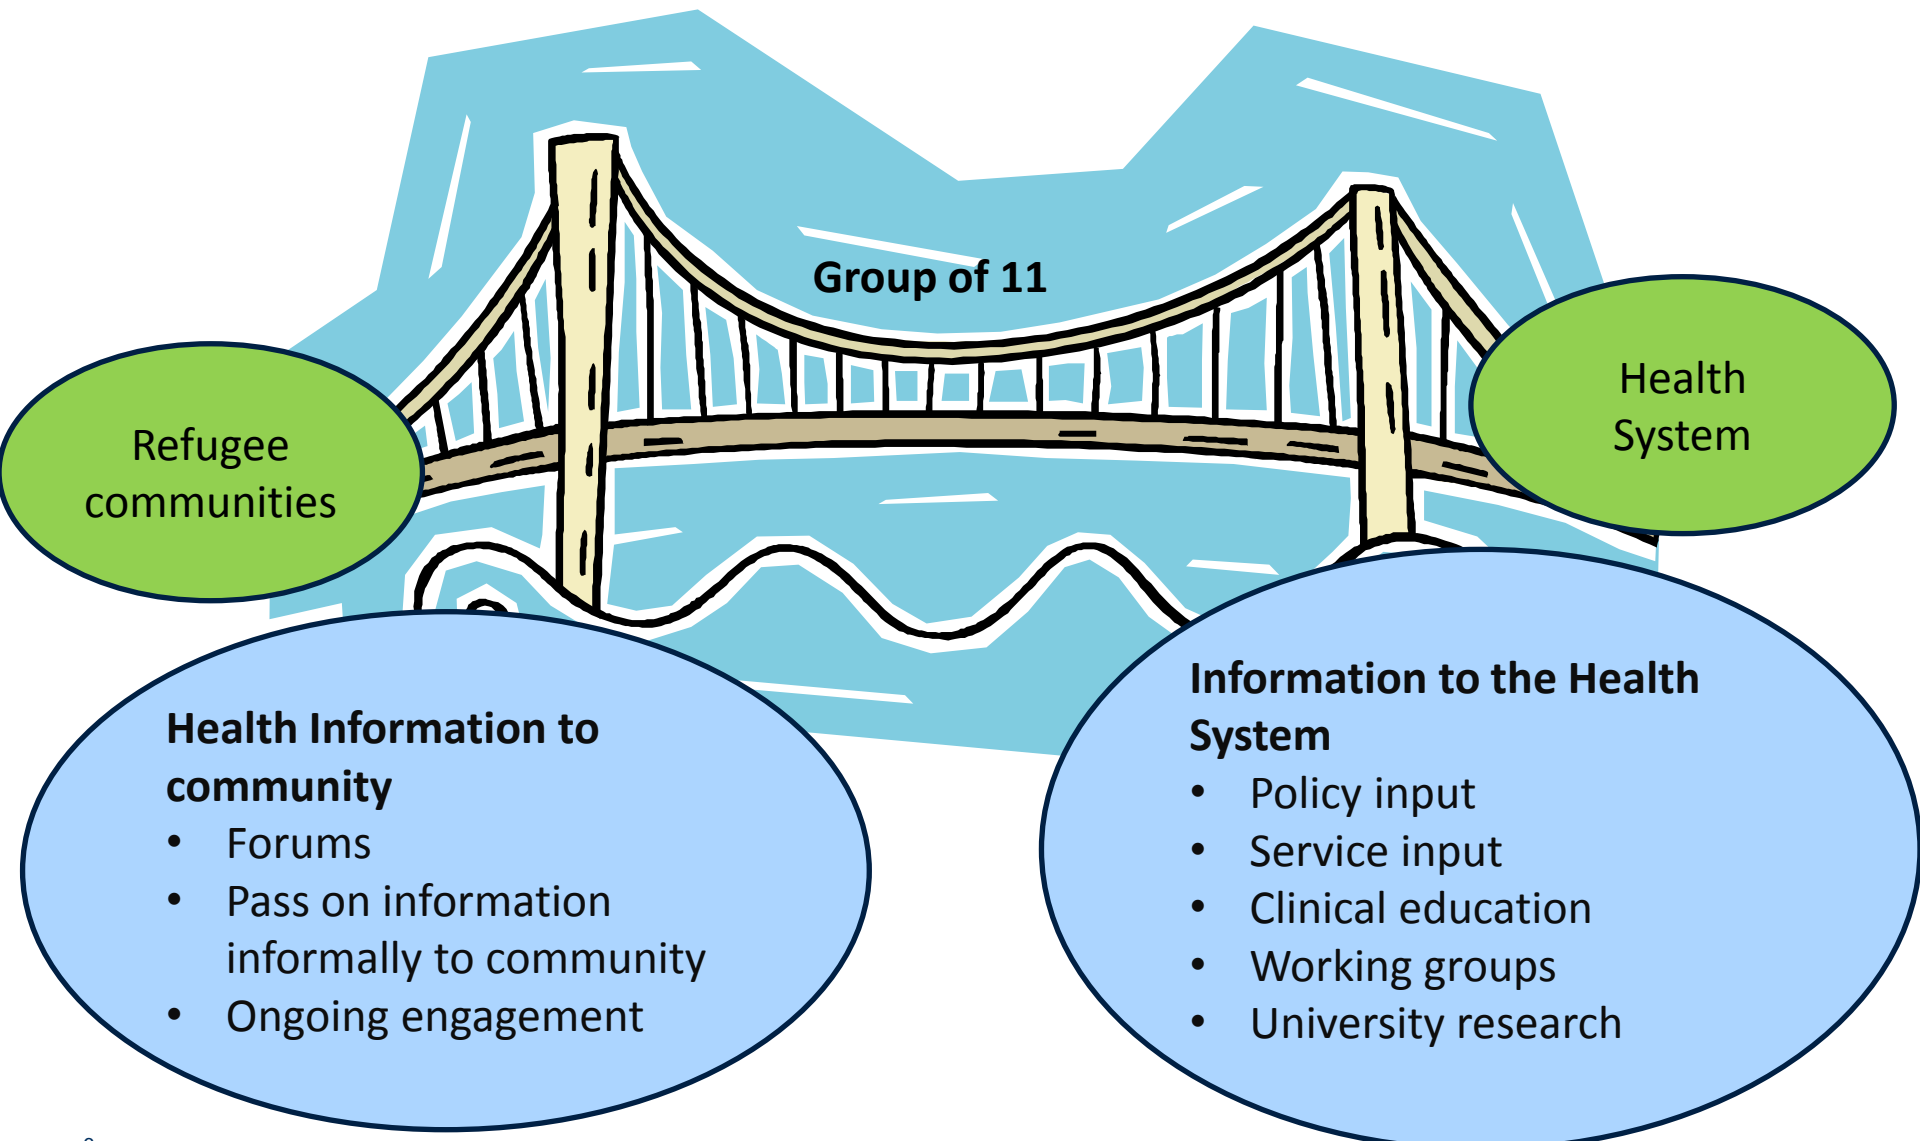 Group of 11
Refugee
communities
Health
System
Health Information to
community
• Forums
• Pass on information
informally to community
• Ongoing engagement
Information to the Health
System
• Policy input
• Service input
• Clinical education
• Working groups
• University research